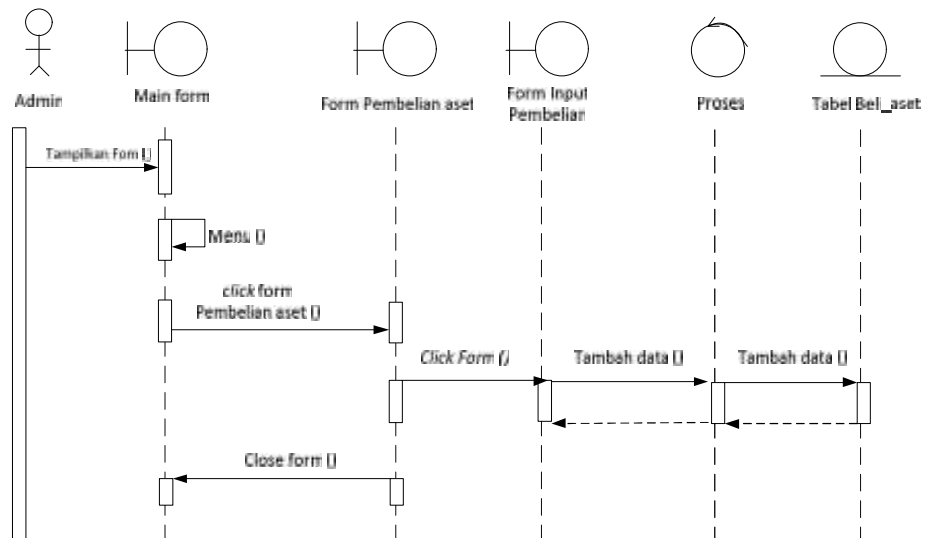 Admin
Main form
Form Pembelian aset
Form Input
Pembelian
Proses
Tabel Beli_aset
Tampilkan Fom ()
Menu ()
click form
Pembelian aset ()
Click Form ()
Tambah data ()
Tambah data ()
Close form ()